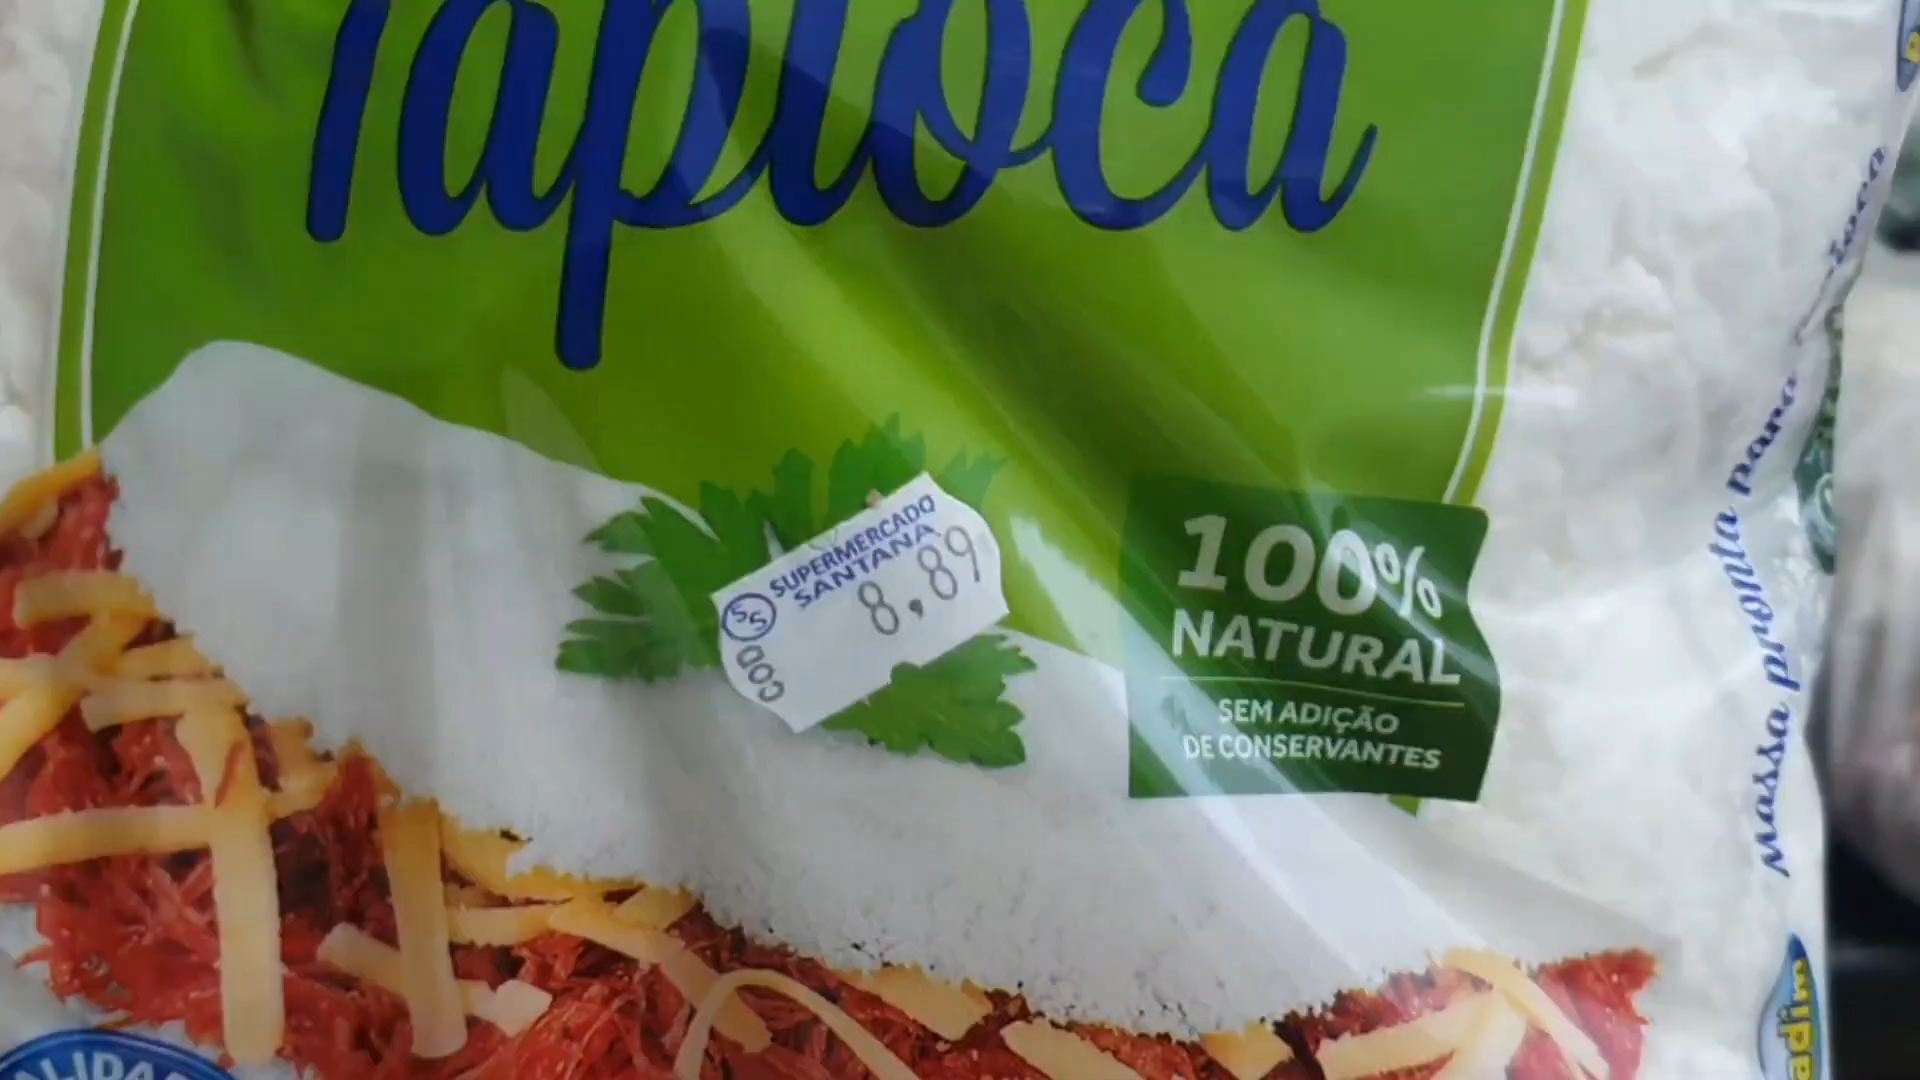 Tapioca
SUPERMERCADO
SANTANA
SS
8,89
COD
100%
NATURAL
SEM ADIÇÃO
DE CONSERVANTES
Massa pronta para